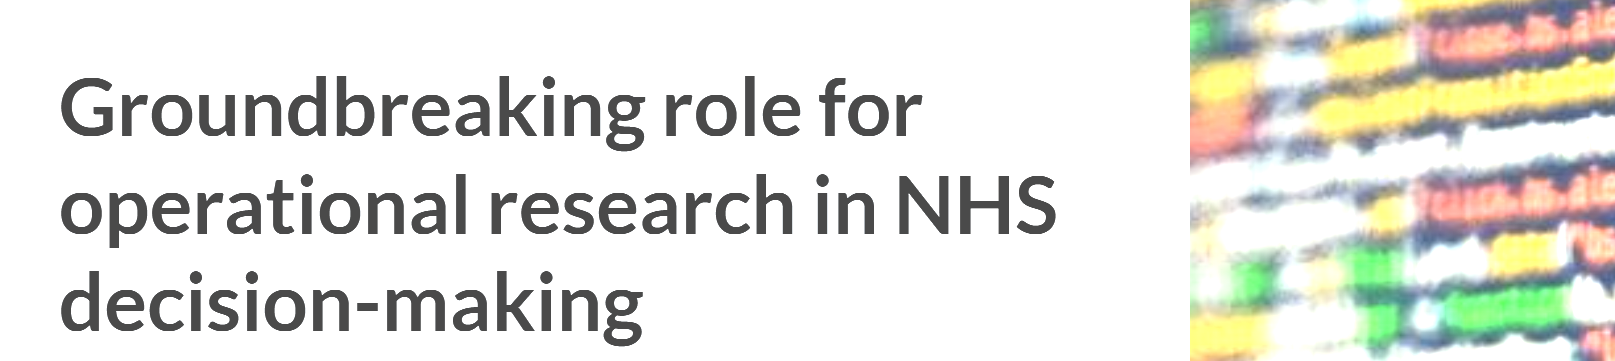 Groundbreaking role for
operational research in NHS
decision-making